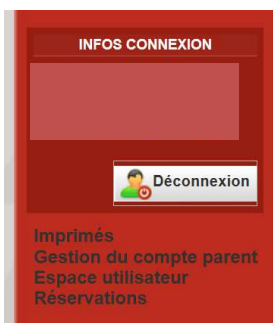 INFOS CONNEXION
Déconnexion
Imprimés
Gestion du compte parent
Espace utilisateur
Réservations